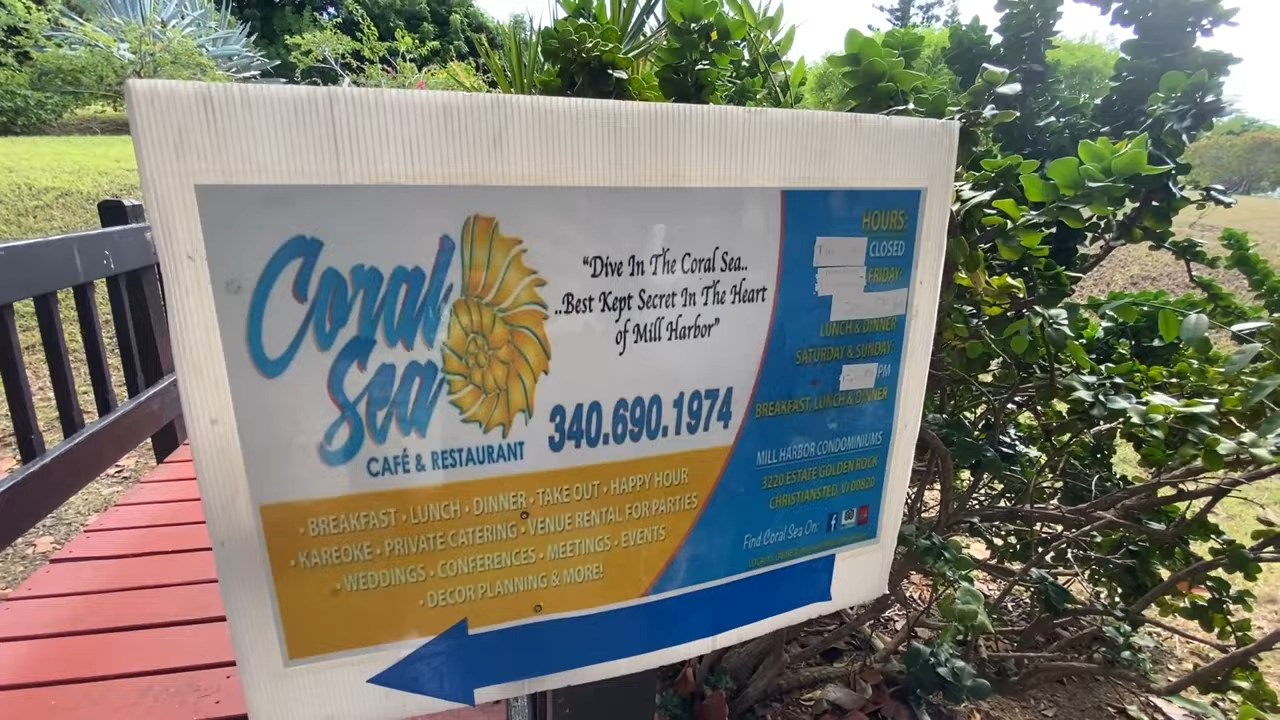 Coral
Sea
CAFÉ & RESTAURANT
"Dive In The Coral Sea..
..Best Kept Secret In The Heart
of Mill Harbor"
340.690.1974
• BREAKFAST • LUNCH • DINNER • TAKE OUT • HAPPY HOUR
• KAREOKE • PRIVATE CATERING • VENUE RENTAL FOR PARTIES
• WEDDINGS • CONFERENCES • MEETINGS • EVENTS
• DECOR PLANNING & MORE!
HOURS:
CLOSED
FRIDAY:
LUNCH & DINNER
SATURDAY & SUNDAY:
PM
BREAKFAST, LUNCH & DINNER
MILL HARBOR CONDOMINIUMS
3220 ESTATE GOLDEN ROCK
CHRISTIANSTED, VI 00820
Find Coral Sea On: